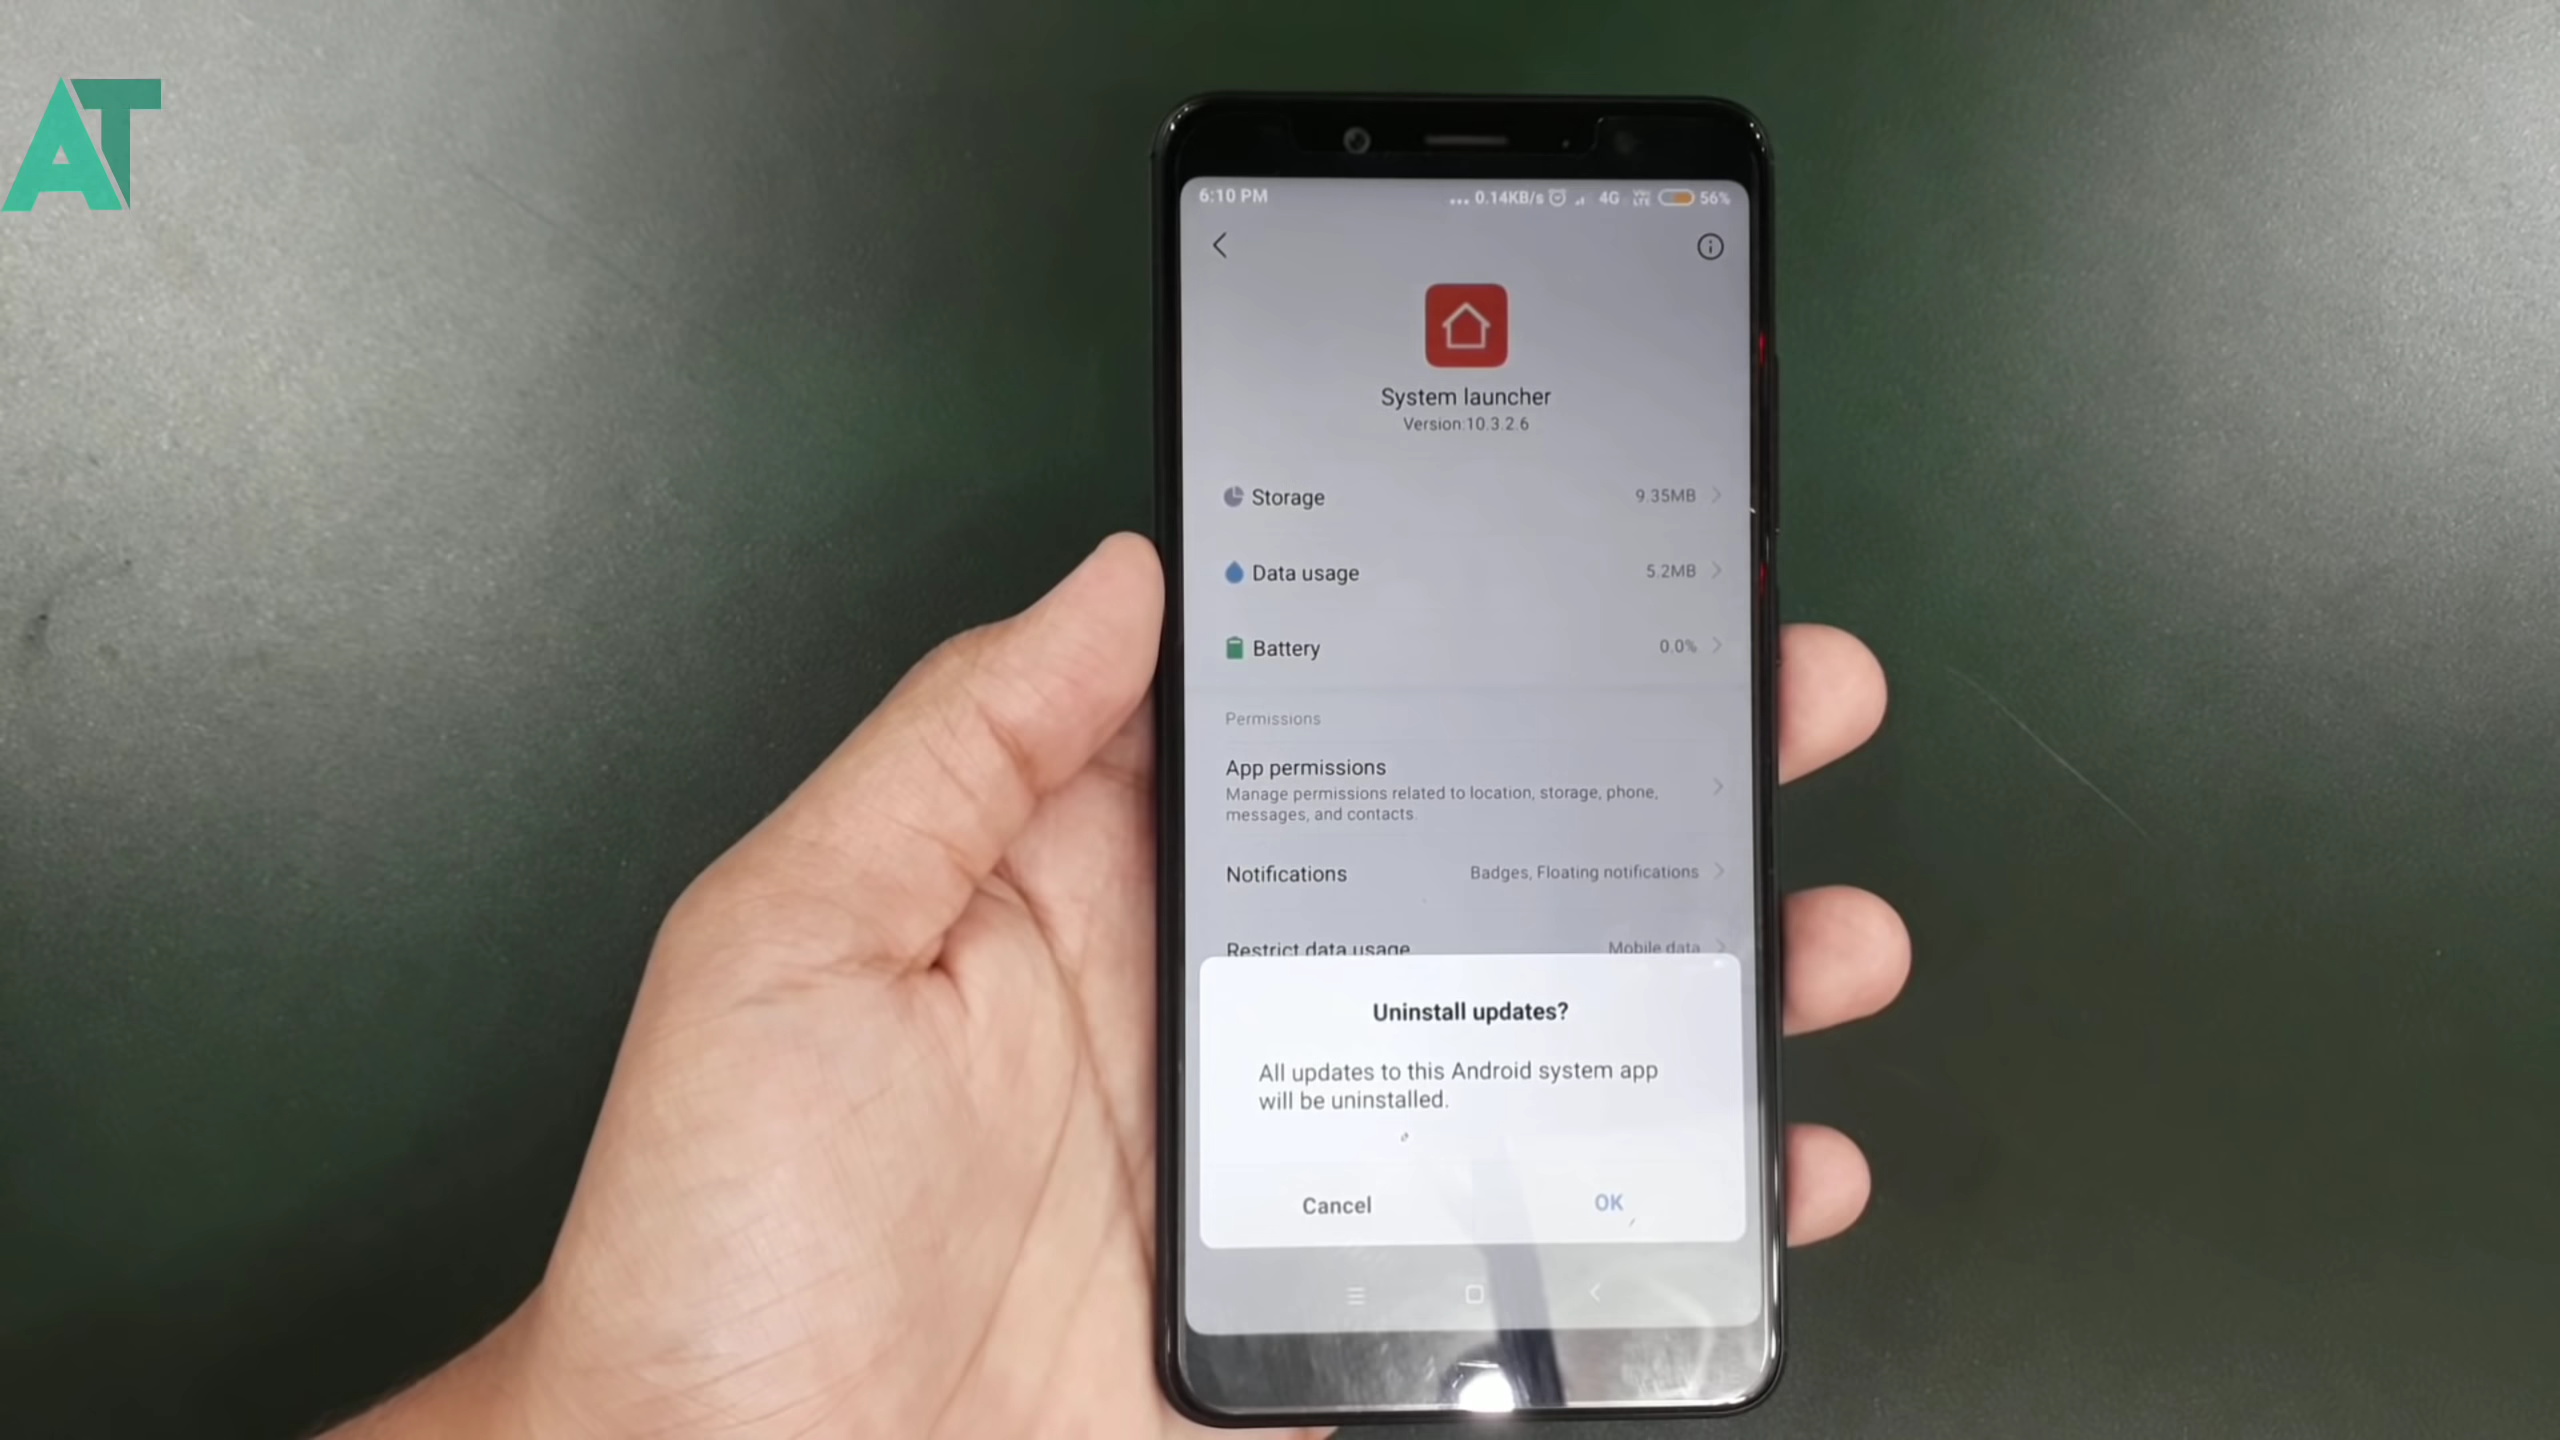 AT
6:10 PM
... 0.14KB/s 4G VoLTE 56%
System launcher
Version:10.3.2.6
Storage 9.35MB
Data usage 5.2MB
Battery 0.0%
Permissions
App permissions
Manage permissions related to location, storage, phone,
messages, and contacts.
Notifications Badges, Floating notifications
Restrict data usage Mobile data
Uninstall updates?
All updates to this Android system app
will be uninstalled.
Cancel OK